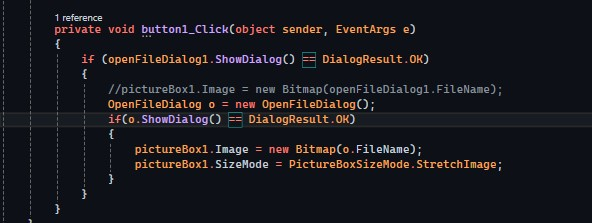 1 reference
private void button1_Click(object sender, EventArgs e)
{
if (openFileDialog1.ShowDialog() == DialogResult.OK)
{
//pictureBox1.Image = new Bitmap(openFileDialog1.FileName);
OpenFileDialog o = new OpenFileDialog();
if(o.ShowDialog() == DialogResult.OK)
{
pictureBox1.Image = new Bitmap(o.FileName);
pictureBox1.SizeMode = PictureBoxSizeMode.StretchImage;
}
}
}
}